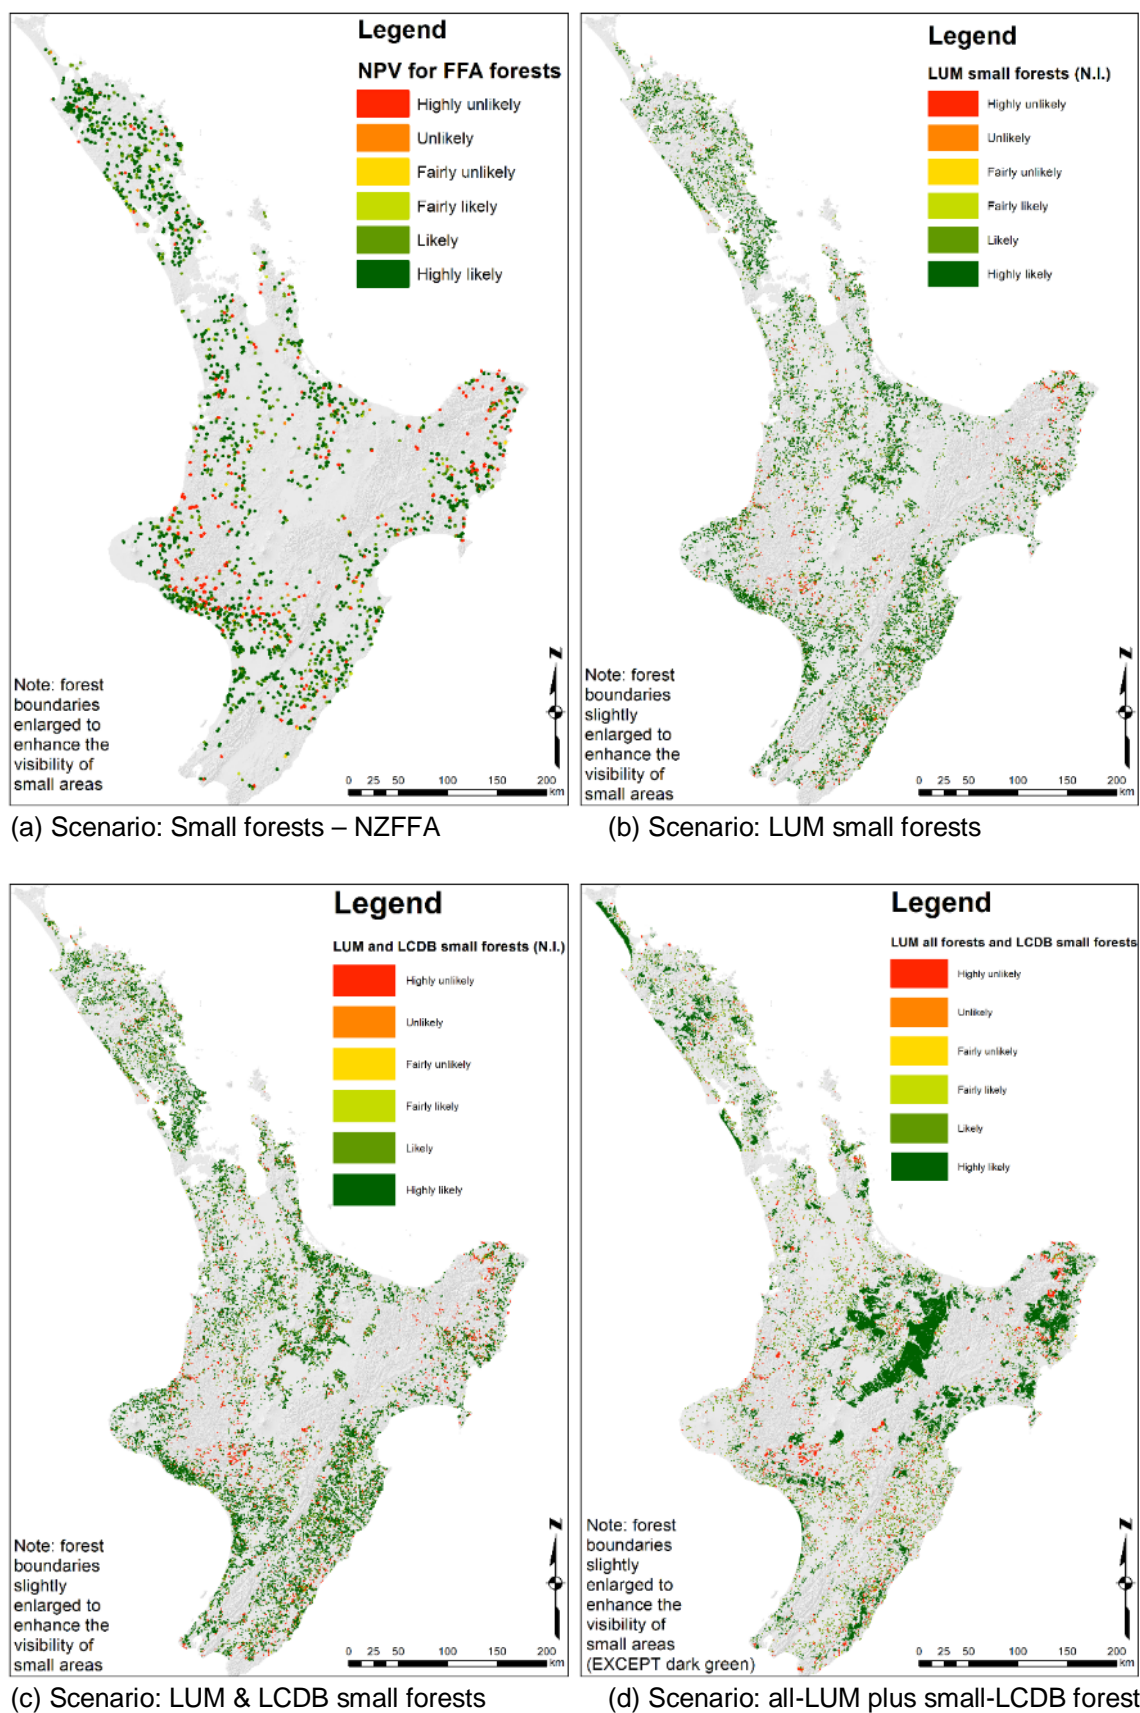 Legend
NPV for FFA forests
Highly unlikely
Unlikely
Fairly unlikely
Fairly likely
Likely
Highly likely
Note: forest
boundaries
enlarged to
enhance the
visibility of
small areas
N
0 25 50 100 150 200
km
(a) Scenario: Small forests – NZFFA
Legend
LUM small forests (N.I.)
Highly unlikely
Unlikely
Fairly unlikely
Fairly likely
Likely
Highly likely
Note: forest
boundaries
slightly
enlarged to
enhance the
visibility of
small areas
N
0 25 50 100 150 200
km
(b) Scenario: LUM small forests
Legend
LUM and LCDB small forests (N.I.)
Highly unlikely
Unlikely
Fairly unlikely
Fairly likely
Likely
Highly likely
Note: forest
boundaries
slightly
enlarged to
enhance the
visibility of
small areas
N
0 25 50 100 150 200
km
(c) Scenario: LUM & LCDB small forests
Legend
LUM all forests and LCDB small forests
Highly unlikely
Unlikely
Fairly unlikely
Fairly likely
Likely
Highly likely
Note: forest
boundaries
slightly
enlarged to
enhance the
visibility of
small areas
(EXCEPT dark green)
N
0 25 50 100 150 200
km
(d) Scenario: all-LUM plus small-LCDB forest